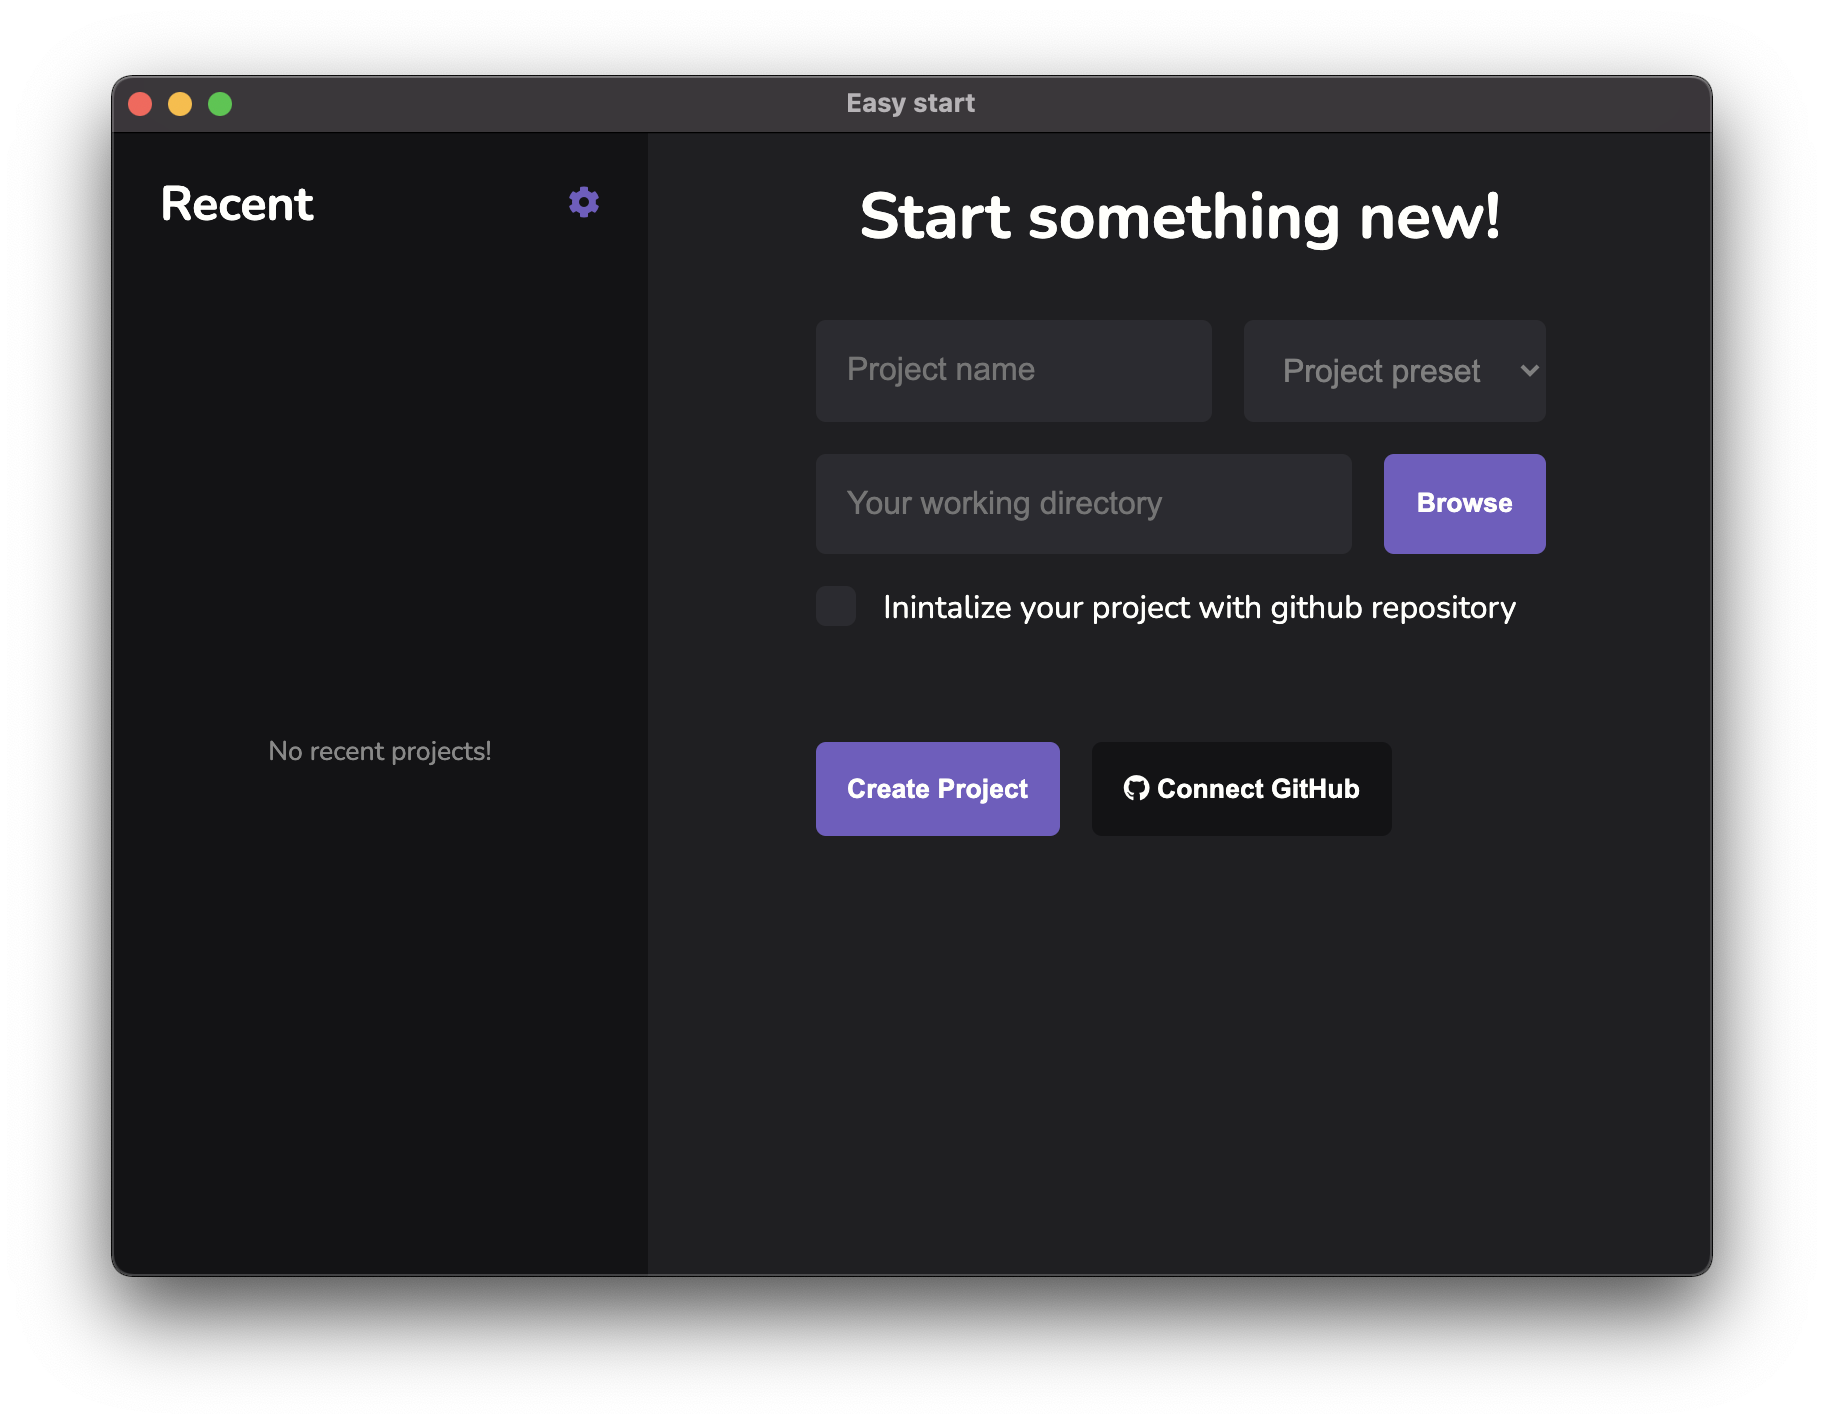 Easy start
Recent
Start something new!
Project name
Project preset
Your working directory
Browse
Inintalize your project with github repository
No recent projects!
Create Project
Connect GitHub